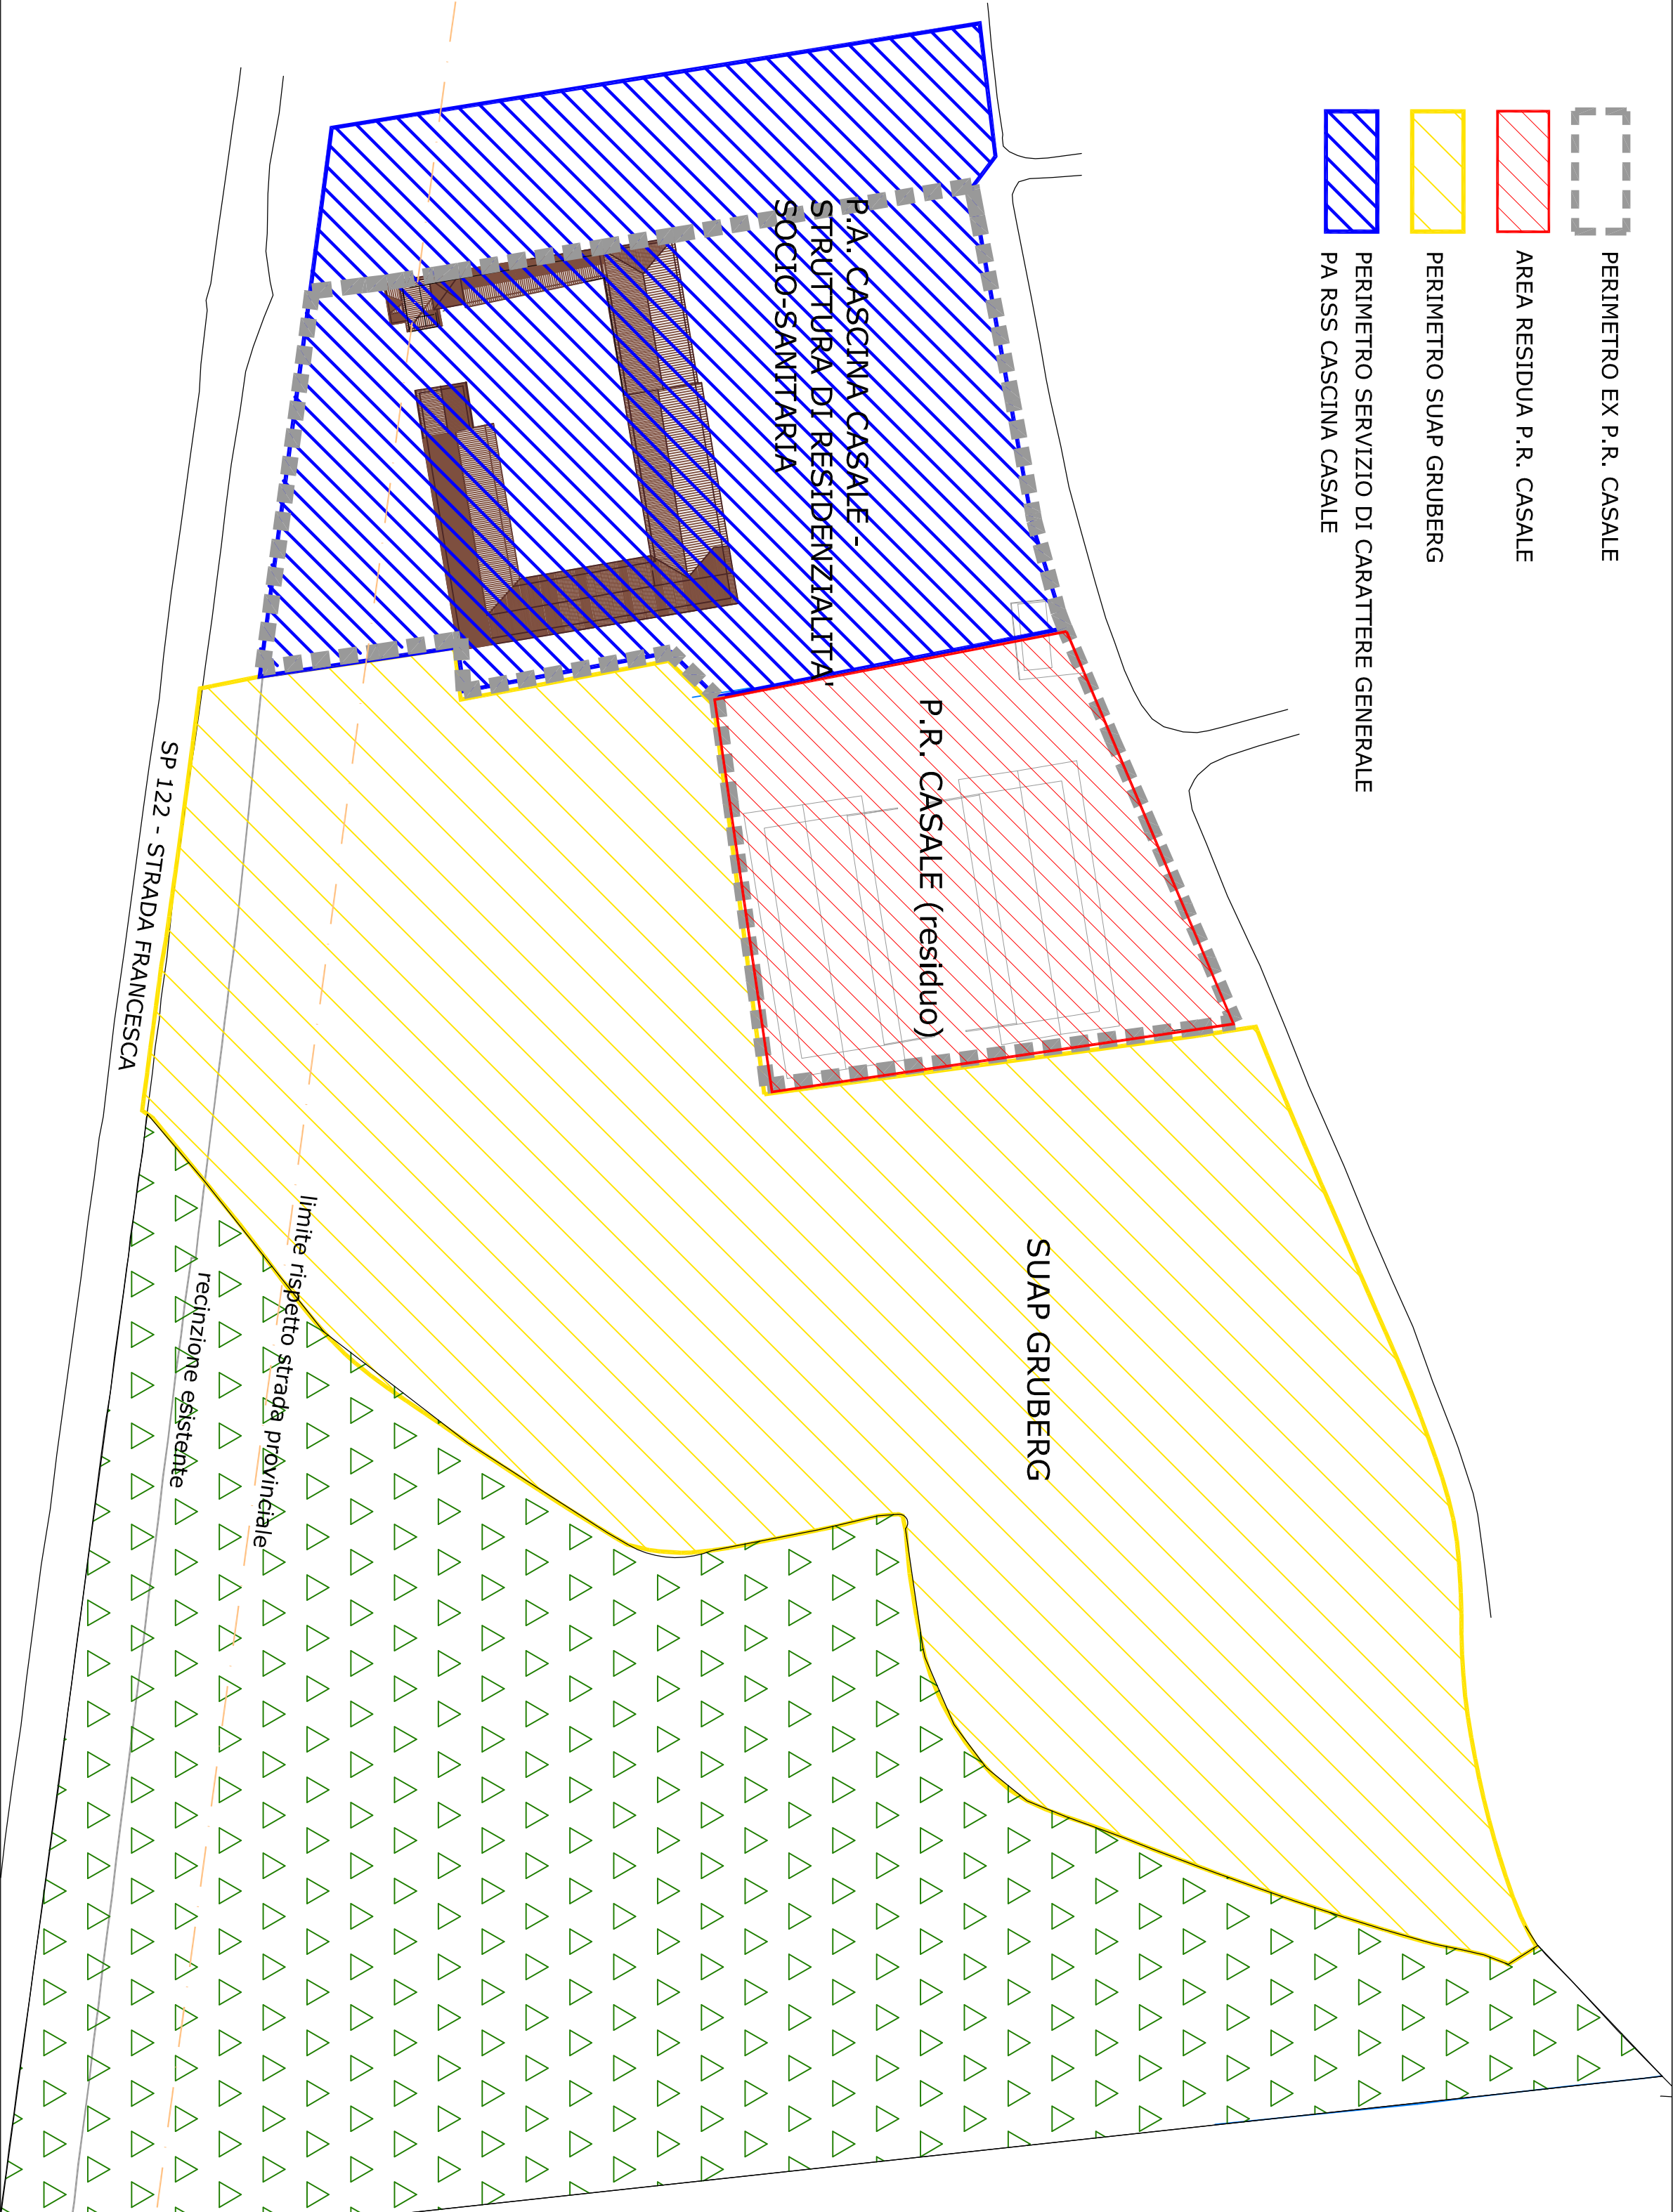 PERIMETRO EX P.R. CASALE
AREA RESIDUA P.R. CASALE
PERIMETRO SUAP GRUBERG
PERIMETRO SERVIZIO DI CARATTERE GENERALE
PA RSS CASCINA CASALE
P.A. CASCINA CASALE -
STRUTTURA DI RESIDENZIALITA'
SOCIO-SANITARIA
P.R. CASALE (residuo)
SUAP GRUBERG
limite rispetto strada provinciale
recinzione esistente
SP 122 - STRADA FRANCESCA